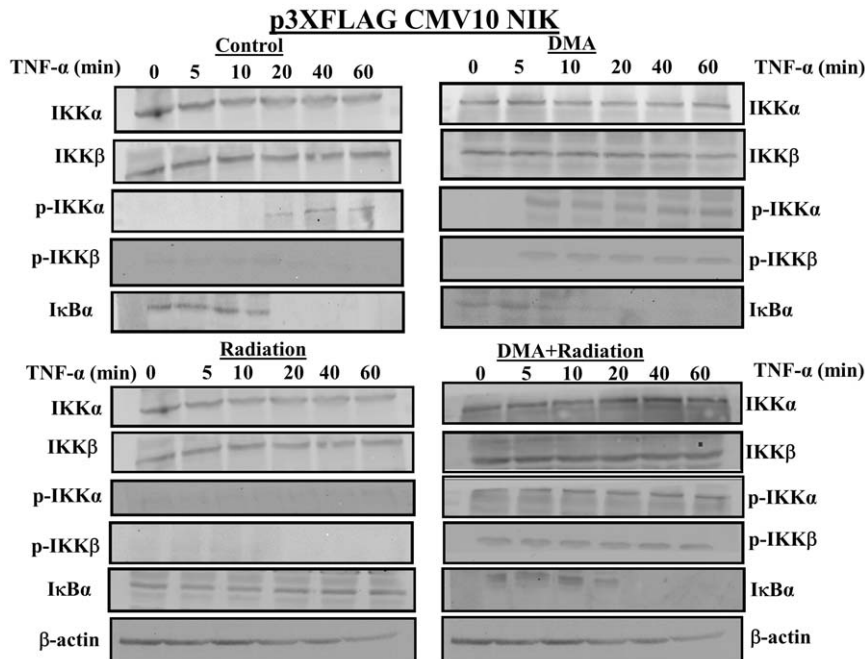 p3XFLAG CMV10 NIK
Control
DMA
TNF-α (min) 0 5 10 20 40 60
0 5 10 20 40 60 TNF-α (min)
IKKα
IKKα
IKKβ
IKKβ
p-IKKα
p-IKKα
p-IKKβ
p-IKKβ
IκBα
IκBα
Radiation
DMA+Radiation
TNF-α (min) 0 5 10 20 40 60
0 5 10 20 40 60 TNF-α (min)
IKKα
IKKα
IKKβ
IKKβ
p-IKKα
p-IKKα
p-IKKβ
p-IKKβ
IκBα
IκBα
β-actin
β-actin